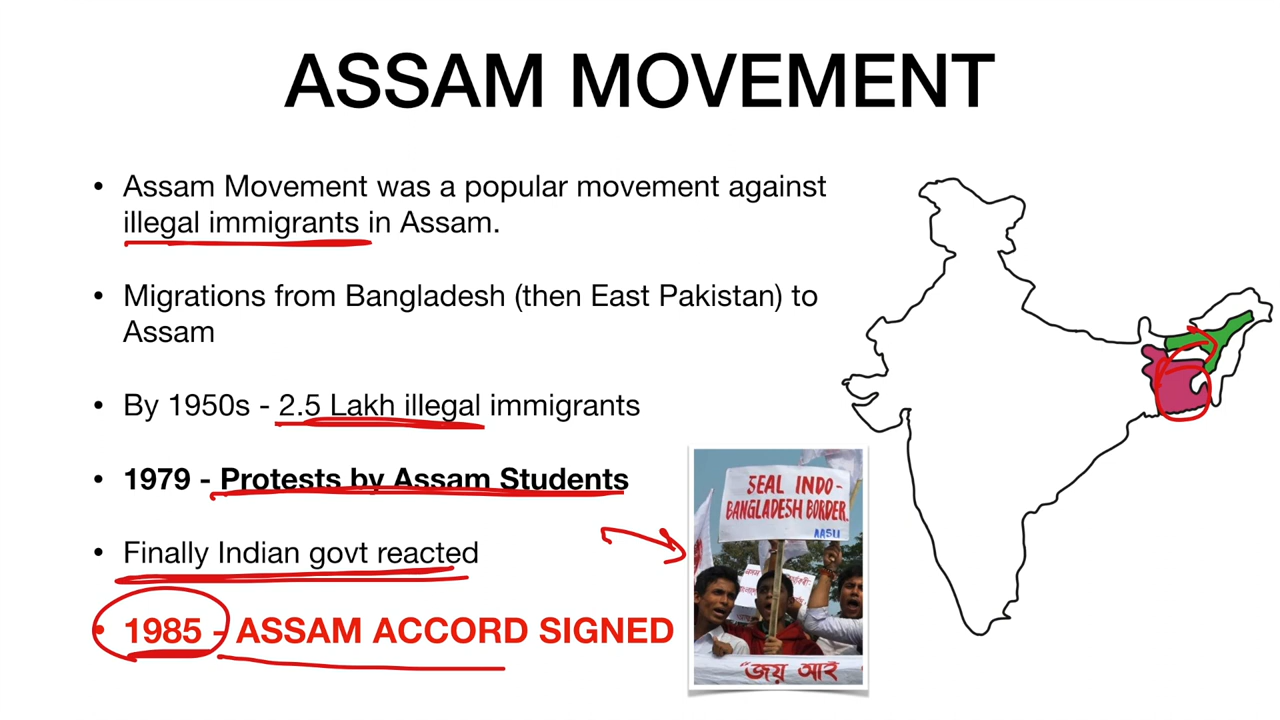 ASSAM MOVEMENT
• Assam Movement was a popular movement against
illegal immigrants in Assam.
• Migrations from Bangladesh (then East Pakistan) to
Assam
• By 1950s - 2.5 Lakh illegal immigrants
• 1979 - Protests by Assam Students
• Finally Indian govt reacted
• 1985 - ASSAM ACCORD SIGNED
SEAL INDO-
BANGLADESH BORDER.
AASU
"জয় আই